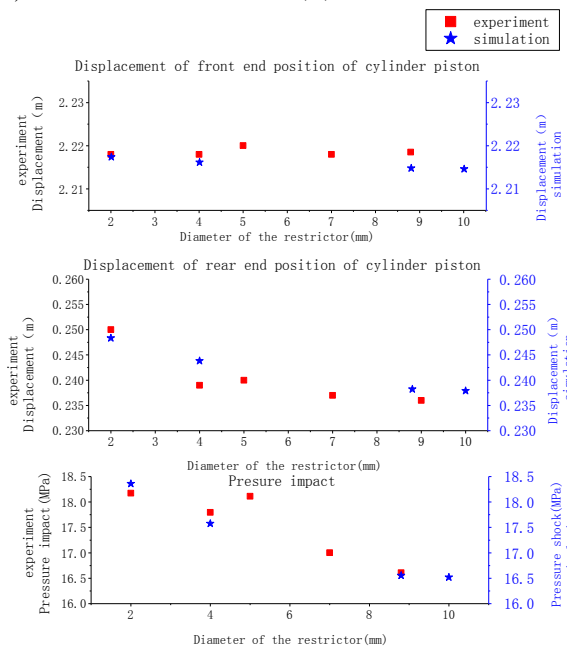 experiment
simulation
Displacement of front end position of cylinder piston
experiment
Displacement (m)
2.23
2.22
2.21
2.23
2.22
2.21
Displacement (m)
simulation
2 3 4 5 6 7 8 9 10
Diameter of the restrictor(mm)
Displacement of rear end position of cylinder piston
experiment
Displacement (m)
0.260
0.255
0.250
0.245
0.240
0.235
0.230
0.260
0.255
0.250
0.245
0.240
0.235
0.230
Displacement (m)
2 3 4 5 6 7 8 9 10
Diameter of the restrictor(mm)
Presure impact
experiment
Pressure impact(MPa)
18.5
18.0
17.5
17.0
16.5
16.0
18.5
18.0
17.5
17.0
16.5
16.0
Pressure shock(MPa)
2 4 6 8 10
Diameter of the restrictor(mm)